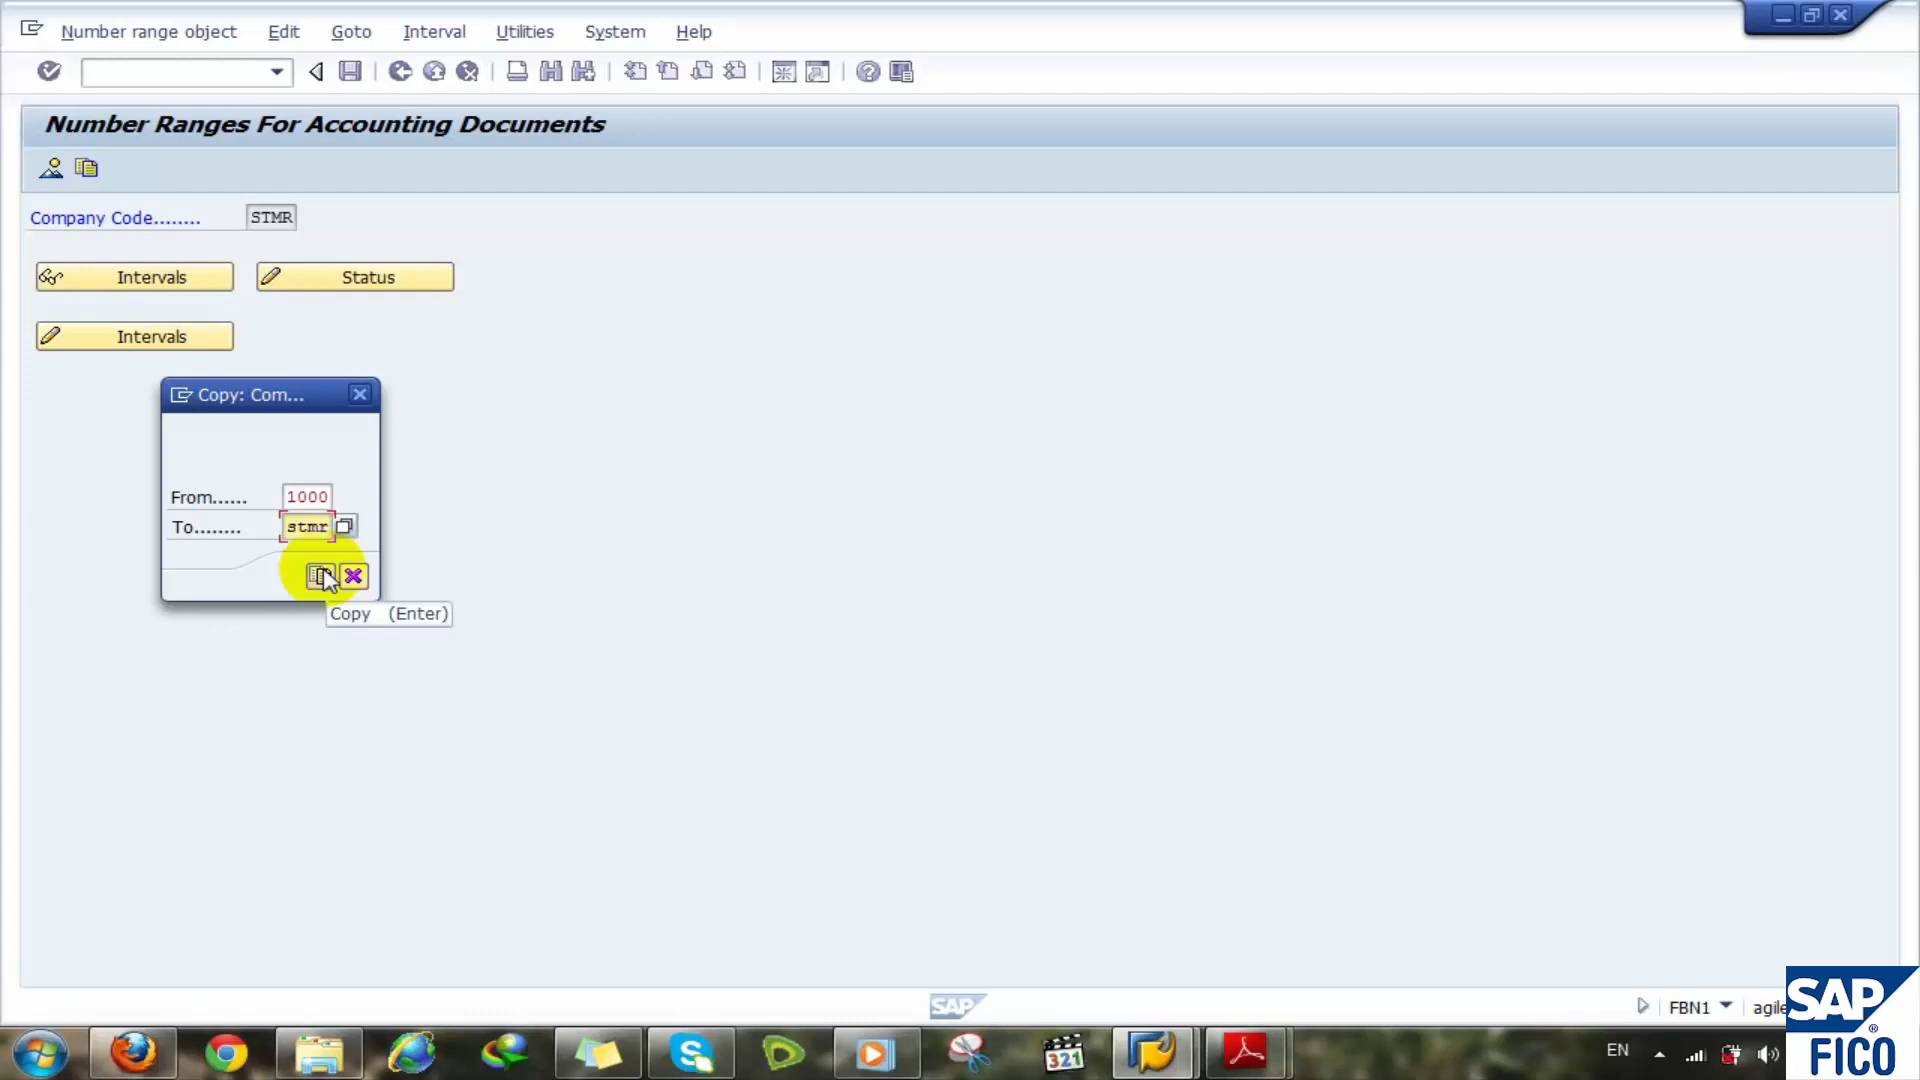 Number range object Edit Goto Interval Utilities System Help
Number Ranges For Accounting Documents
Company Code........ STMR
Intervals Status
Intervals
Copy: Com...
From...... 1000
To........ stmr
Copy (Enter)
SAP
FBN1 agile
SAP
®
FICO
321
EN